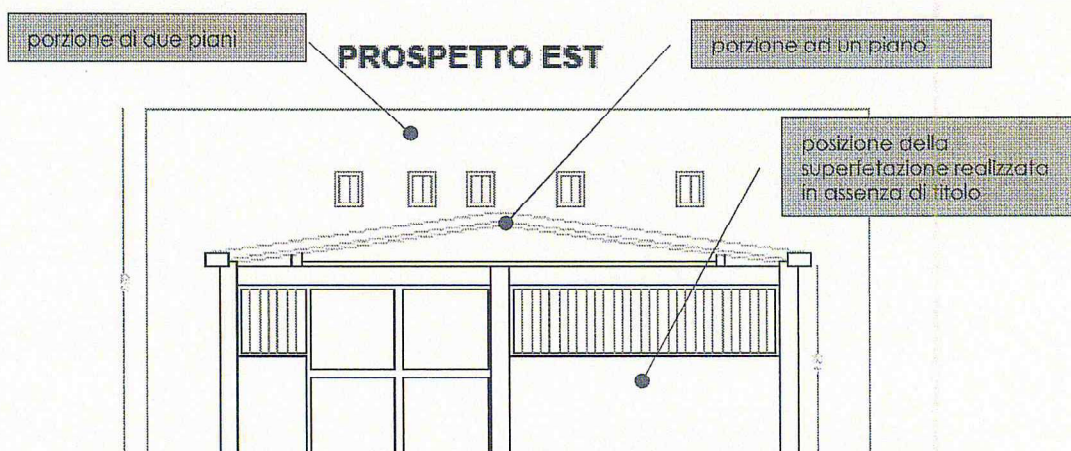 porzione di due piani
PROSPETTO EST
porzione ad un piano
posizione della
superfetazione realizzata
in assenza di titolo